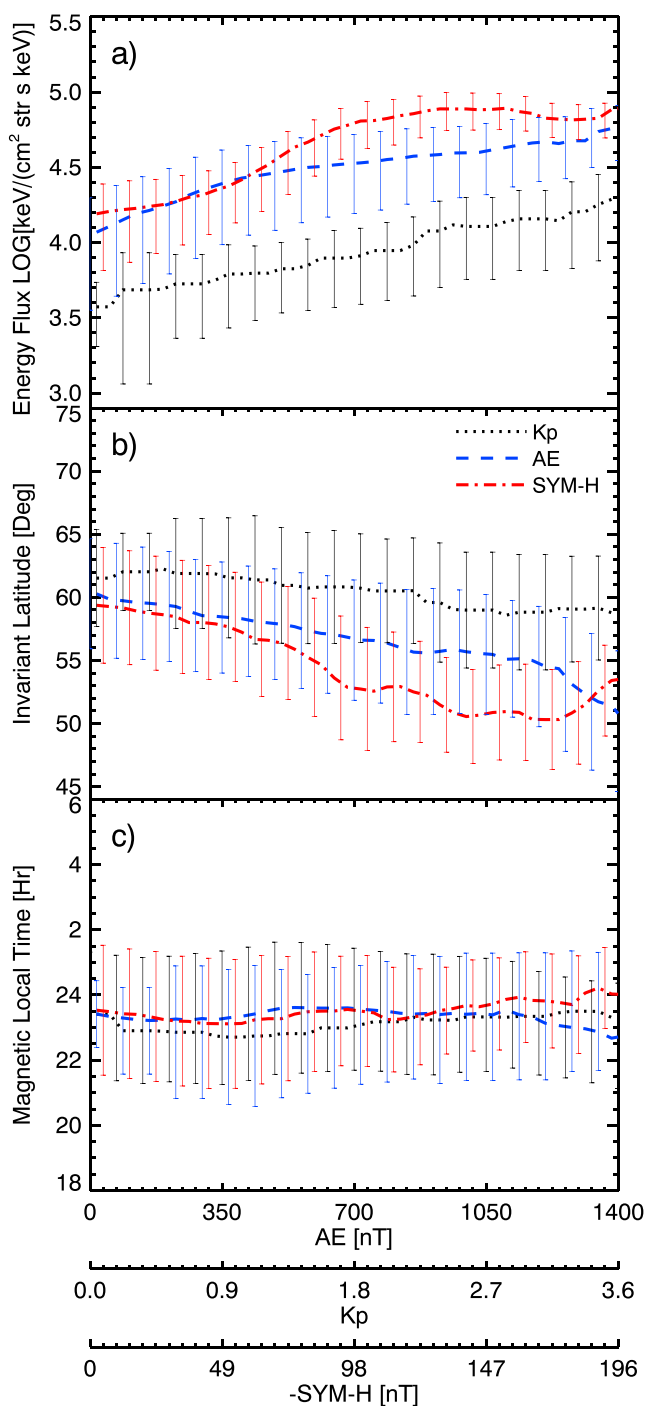 5.5
a)
5.0
4.5
4.0
3.5
3.0
Energy Flux LOG[keV/(cm² str s keV)]
75
b)
Kp
AE
SYM-H
70
65
60
55
50
45
Invariant Latitude [Deg]
6
c)
4
2
24
22
20
18
Magnetic Local Time [Hr]
0 350 700 1050 1400
AE [nT]
0.0 0.9 1.8 2.7 3.6
Kp
0 49 98 147 196
-SYM-H [nT]